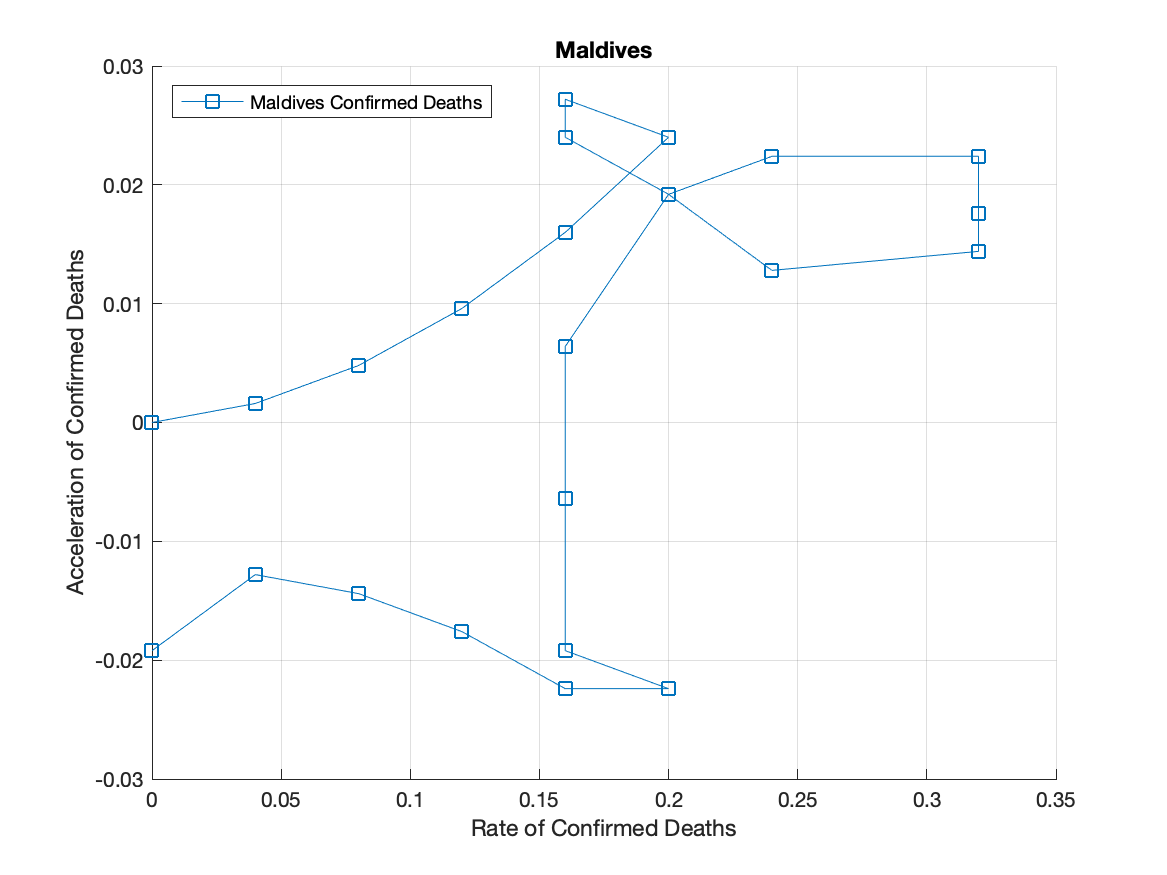 Maldives
Maldives Confirmed Deaths
Acceleration of Confirmed Deaths
0.03
0.02
0.01
0
-0.01
-0.02
-0.03
0 0.05 0.1 0.15 0.2 0.25 0.3 0.35
Rate of Confirmed Deaths